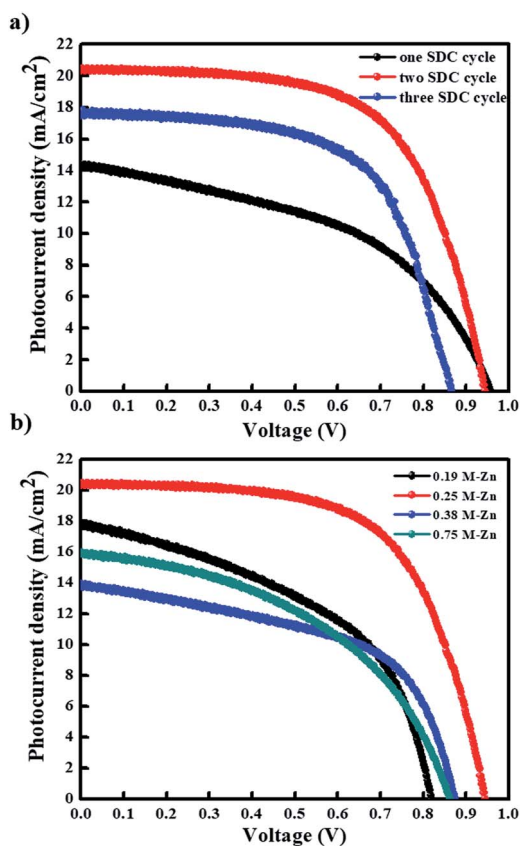 a)
22
20
18
16
14
12
10
8
6
4
2
0
Photocurrent density (mA/cm²)
one SDC cycle
two SDC cycle
three SDC cycle
0.0 0.1 0.2 0.3 0.4 0.5 0.6 0.7 0.8 0.9 1.0
Voltage (V)
b)
22
20
18
16
14
12
10
8
6
4
2
0
Photocurrent density (mA/cm²)
0.19 M-Zn
0.25 M-Zn
0.38 M-Zn
0.75 M-Zn
0.0 0.1 0.2 0.3 0.4 0.5 0.6 0.7 0.8 0.9 1.0
Voltage (V)